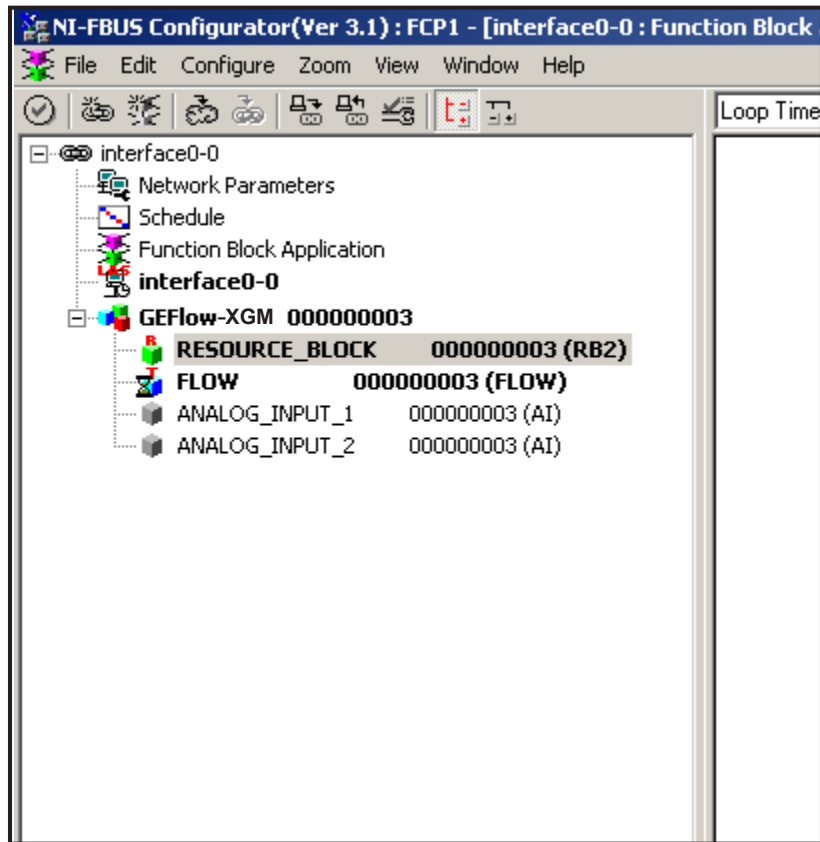 NI-FBUS Configurator(Ver 3.1) : FCP1 - [interface0-0 : Function Block
File Edit Configure Zoom View Window Help
Loop Time
interface0-0
Network Parameters
Schedule
Function Block Application
LAS
interface0-0
GEFlow-XGM 000000003
R
RESOURCE_BLOCK 000000003 (RB2)
T
FLOW 000000003 (FLOW)
ANALOG_INPUT_1 000000003 (AI)
ANALOG_INPUT_2 000000003 (AI)